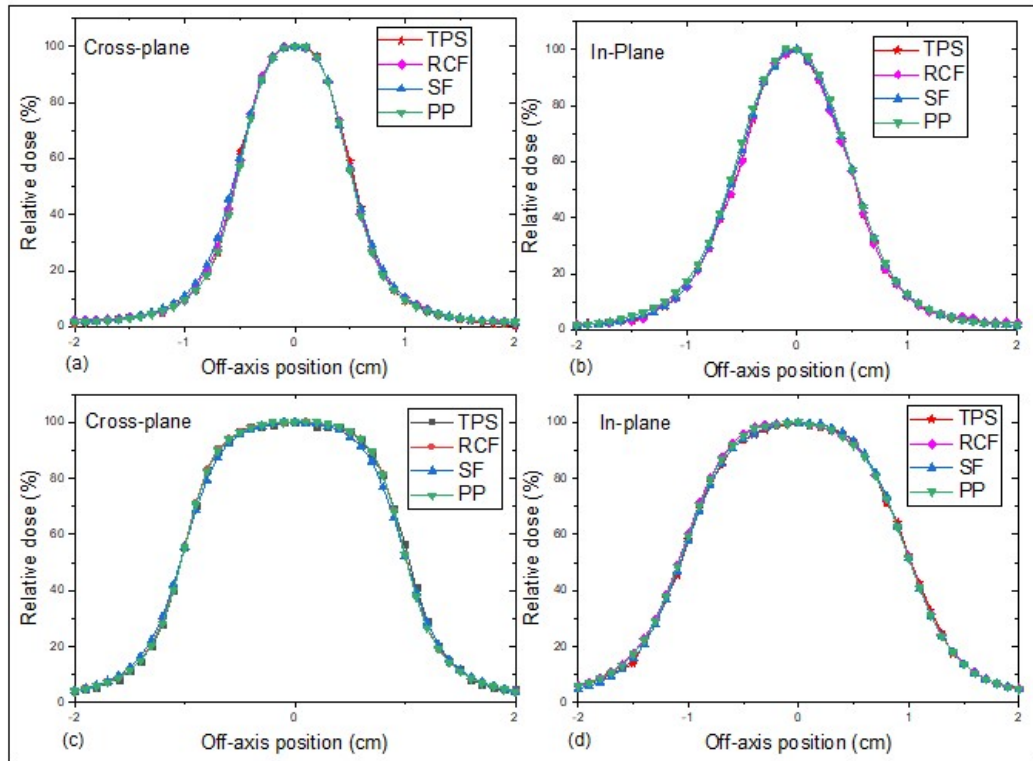 Cross-plane
TPS
RCF
SF
PP
Relative dose (%)
100
80
60
40
20
0
-2
-1
0
1
2
(a)
Off-axis position (cm)
In-Plane
TPS
RCF
SF
PP
Relative dose (%)
100
80
60
40
20
0
-2
-1
0
1
2
(b)
Off-axis position (cm)
Cross-plane
TPS
RCF
SF
PP
Relative dose (%)
100
80
60
40
20
0
-2
-1
0
1
2
(c)
Off-axis position (cm)
In-plane
TPS
RCF
SF
PP
Relative dose (%)
100
80
60
40
20
0
-2
-1
0
1
2
(d)
Off-axis position (cm)